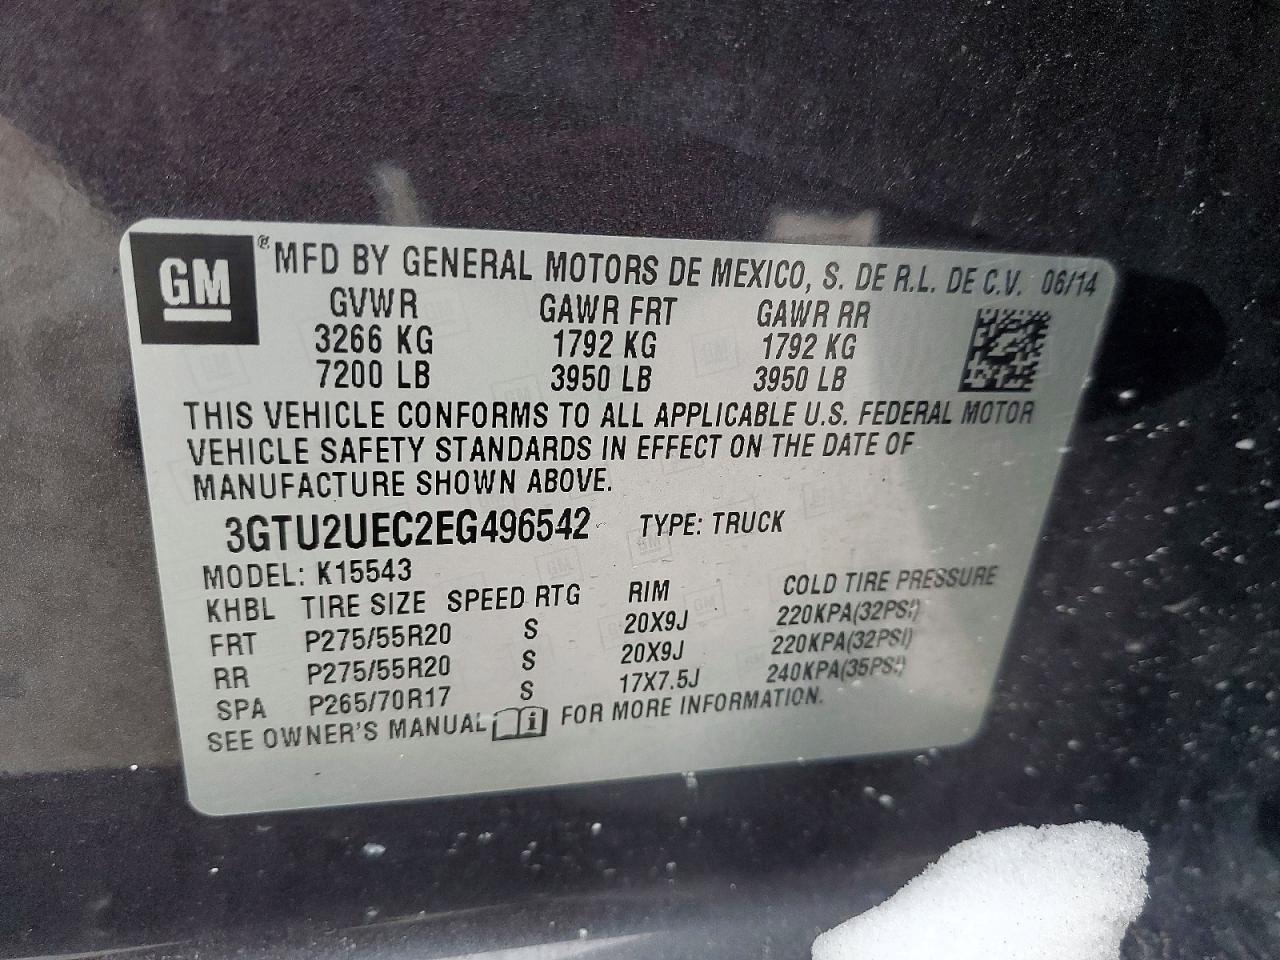 GM ® MFD BY GENERAL MOTORS DE MEXICO, S. DE R.L. DE C.V. 06/14
GVWR GAWR FRT GAWR RR
3266 KG 1792 KG 1792 KG
7200 LB 3950 LB 3950 LB
THIS VEHICLE CONFORMS TO ALL APPLICABLE U.S. FEDERAL MOTOR
VEHICLE SAFETY STANDARDS IN EFFECT ON THE DATE OF
MANUFACTURE SHOWN ABOVE.
3GTU2UEC2EG496542 TYPE: TRUCK
MODEL: K15543
KHBL TIRE SIZE SPEED RTG RIM COLD TIRE PRESSURE
FRT P275/55R20 S 20X9J 220KPA(32PSI)
RR P275/55R20 S 20X9J 220KPA(32PSI)
SPA P265/70R17 S 17X7.5J 240KPA(35PSI)
SEE OWNER'S MANUAL i FOR MORE INFORMATION.